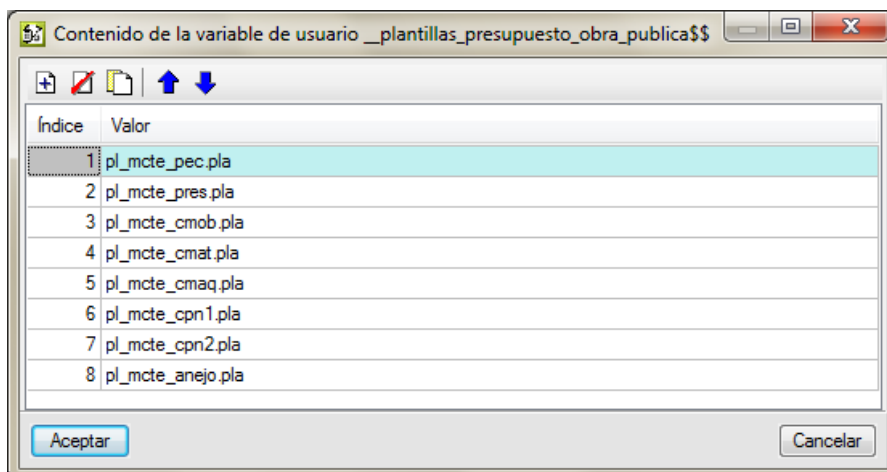 Contenido de la variable de usuario __plantillas_presupuesto_obra_publica$$
Índice Valor
1 pl_mcte_pec.pla
2 pl_mcte_pres.pla
3 pl_mcte_cmob.pla
4 pl_mcte_cmat.pla
5 pl_mcte_cmaq.pla
6 pl_mcte_cpn1.pla
7 pl_mcte_cpn2.pla
8 pl_mcte_anejo.pla
Aceptar Cancelar